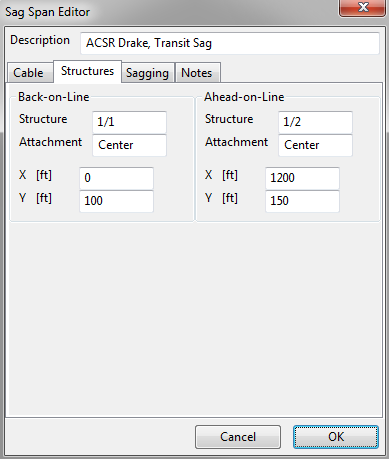 Sag Span Editor
Description ACSR Drake, Transit Sag
Cable Structures Sagging Notes
Back-on-Line
Structure 1/1
Attachment Center
X [ft] 0
Y [ft] 100
Ahead-on-Line
Structure 1/2
Attachment Center
X [ft] 1200
Y [ft] 150
Cancel OK